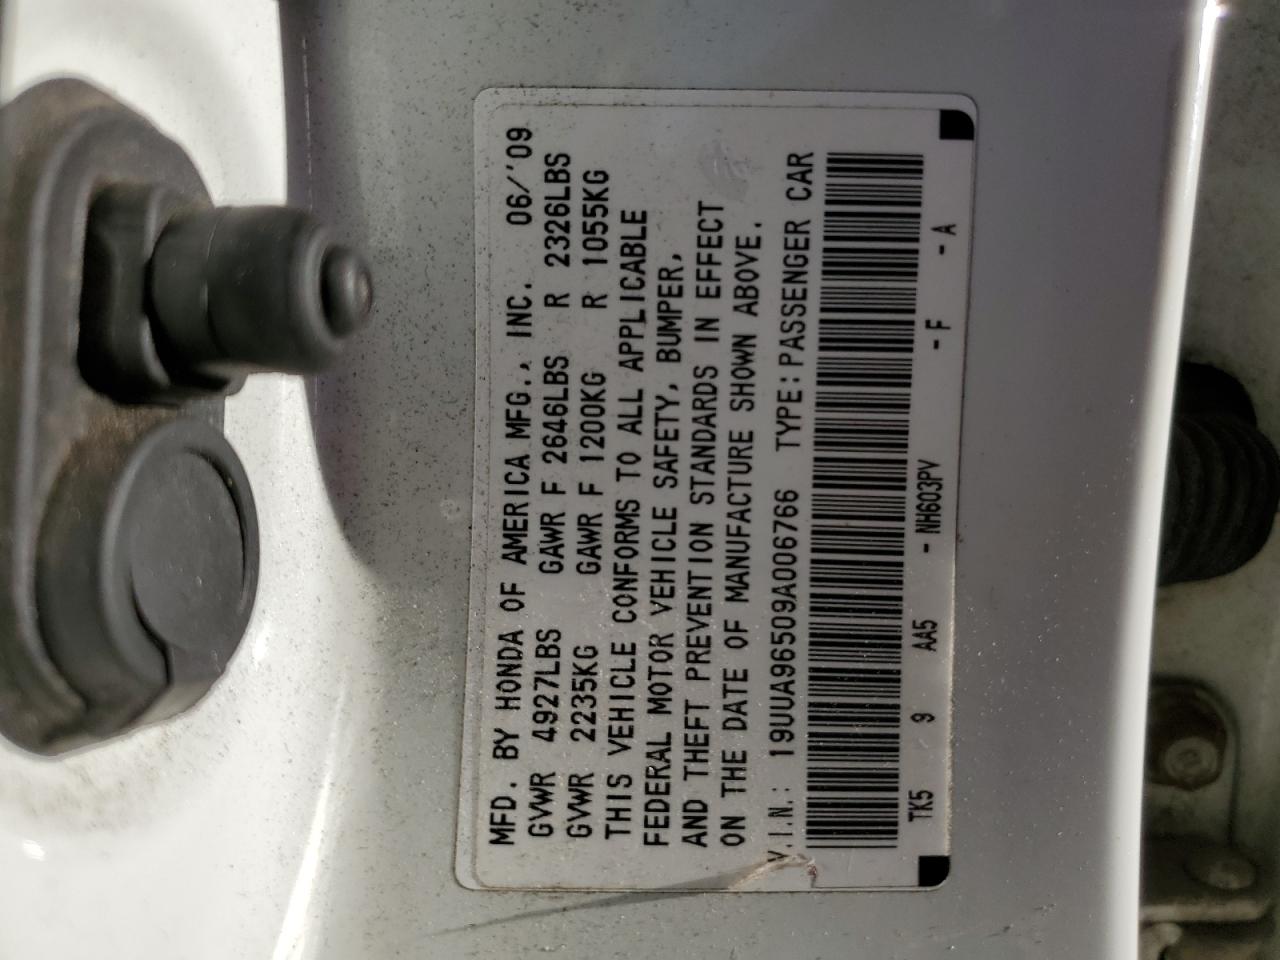 MFD. BY HONDA OF AMERICA MFG., INC. 06/'09
GVWR 4927LBS GAWR F 2646LBS R 2326LBS
GVWR 2235KG GAWR F 1200KG R 1055KG
THIS VEHICLE CONFORMS TO ALL APPLICABLE
FEDERAL MOTOR VEHICLE SAFETY, BUMPER,
AND THEFT PREVENTION STANDARDS IN EFFECT
ON THE DATE OF MANUFACTURE SHOWN ABOVE.
V.I.N.: 19UUA96509A006766 TYPE:PASSENGER CAR
TK5 9 AA5 - NH603PV - F - A